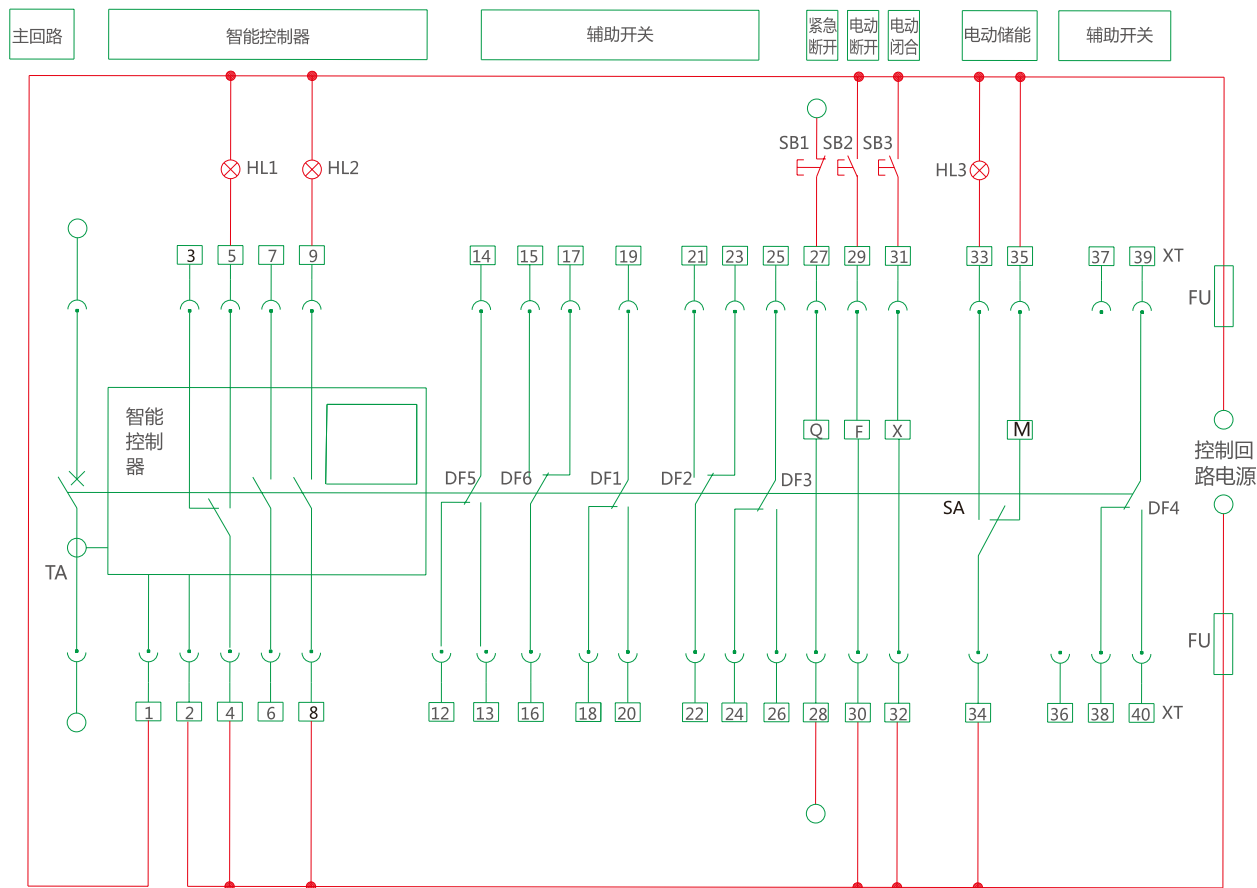 主回路
智能控制器
辅助开关
紧急
断开
电动
断开
电动
闭合
电动储能
辅助开关
SB1
SB2
SB3
HL1
HL2
HL3
3
5
7
9
14
15
17
19
21
23
25
27
29
31
33
35
37
39
XT
FU
智能
控制
器
Q
F
X
M
控制回
路电源
DF5
DF6
DF1
DF2
DF3
SA
DF4
TA
FU
1
2
4
6
8
12
13
16
18
20
22
24
26
28
30
32
34
36
38
40
XT